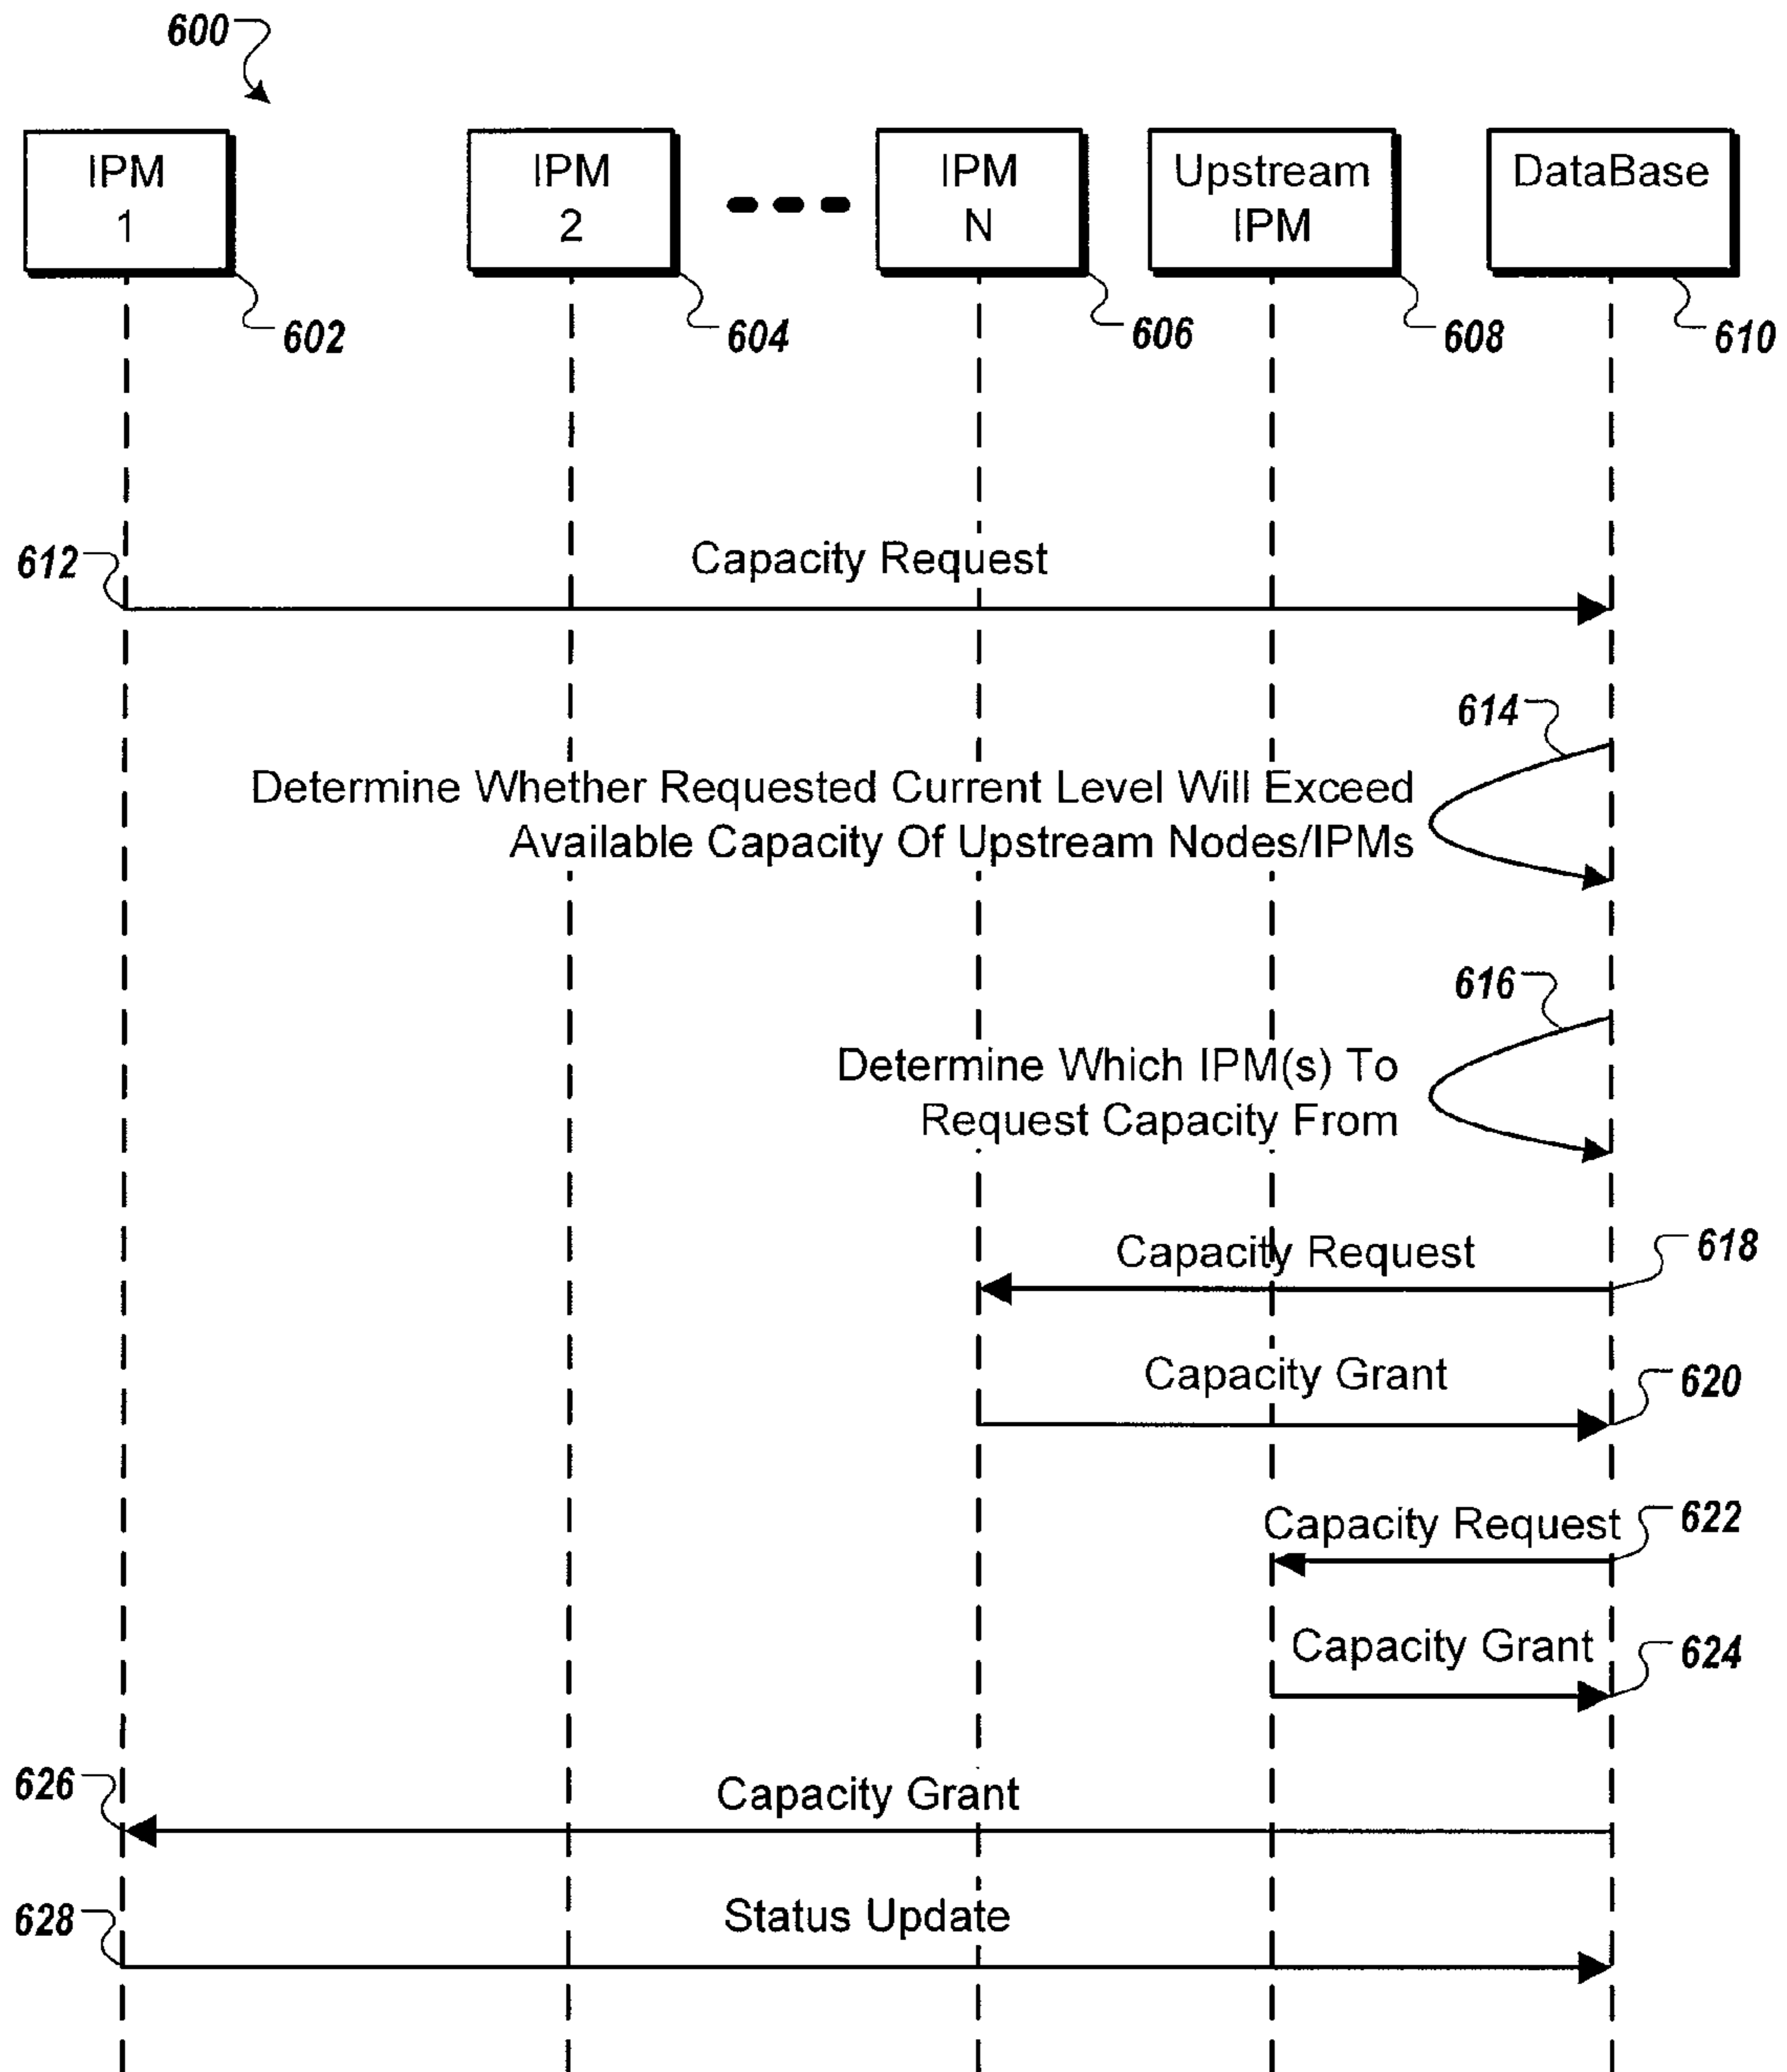 600
IPM
1
IPM
2
IPM
N
Upstream
IPM
DataBase
602
604
606
608
610
612
Capacity Request
614
Determine Whether Requested Current Level Will Exceed
Available Capacity Of Upstream Nodes/IPMs
616
Determine Which IPM(s) To
Request Capacity From
Capacity Request
618
Capacity Grant
620
Capacity Request
622
Capacity Grant
624
626
Capacity Grant
628
Status Update